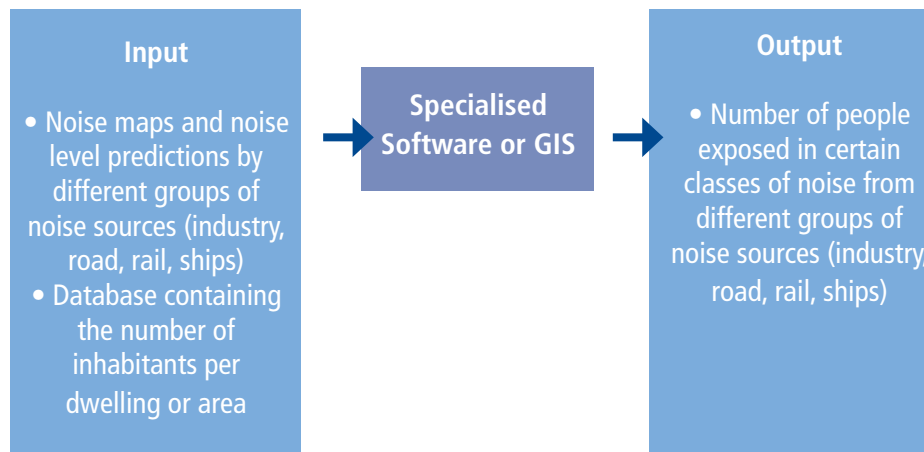 Input
• Noise maps and noise
level predictions by
different groups of
noise sources (industry,
road, rail, ships)
• Database containing
the number of
inhabitants per
dwelling or area
Specialised
Software or GIS
Output
• Number of people
exposed in certain
classes of noise from
different groups of
noise sources (industry,
road, rail, ships)